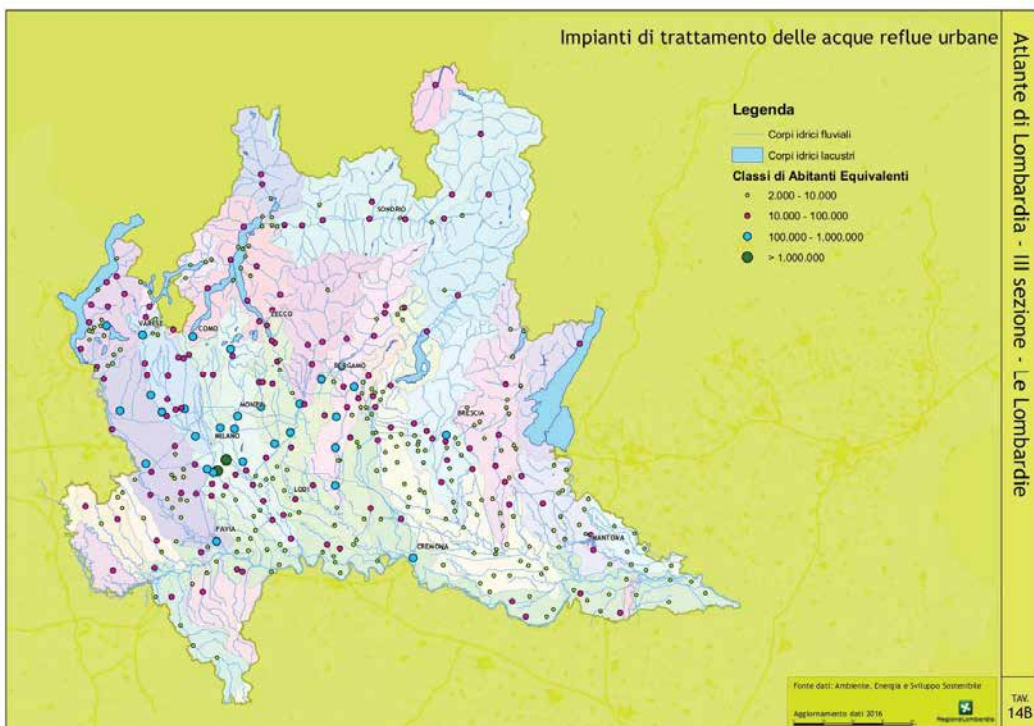 Impianti di trattamento delle acque reflue urbane
Atlante di Lombardia - III sezione - Le Lombardie
Legenda
Corpi idrici fluviali
Corpi idrici lacustri
Classi di Abitanti Equivalenti
2.000 - 10.000
10.000 - 100.000
100.000 - 1.000.000
> 1.000.000
SONDRIO
LECCO
VARESE
COMO
BERGAMO
MONZA
BRESCIA
MILANO
LODI
PAVIA
CREMONA
MANTOVA
Fonte dati: Ambiente, Energia e Sviluppo Sostenibile
Aggiornamento dati 2016
RegioneLombardia
TAV.
14B